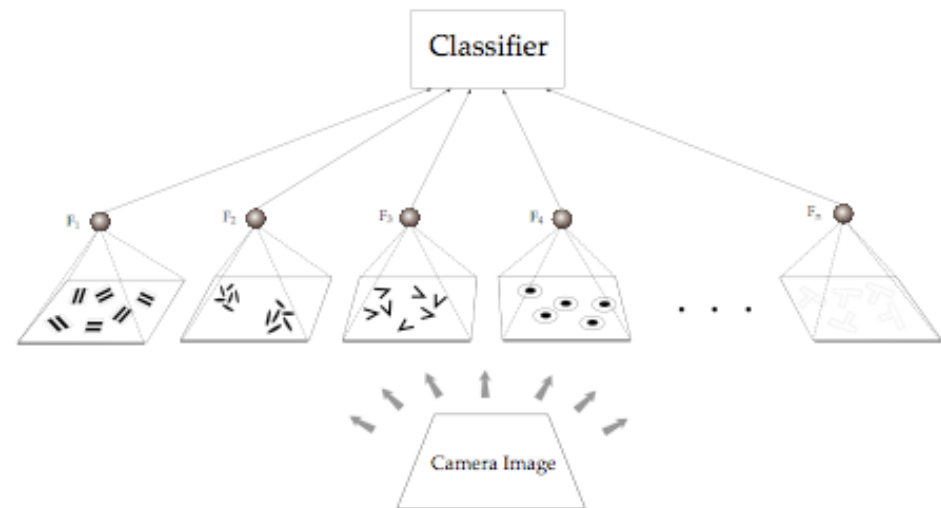 Classifier
F₁ F₂ F₃ F₄ Fₙ
. . .
Camera Image